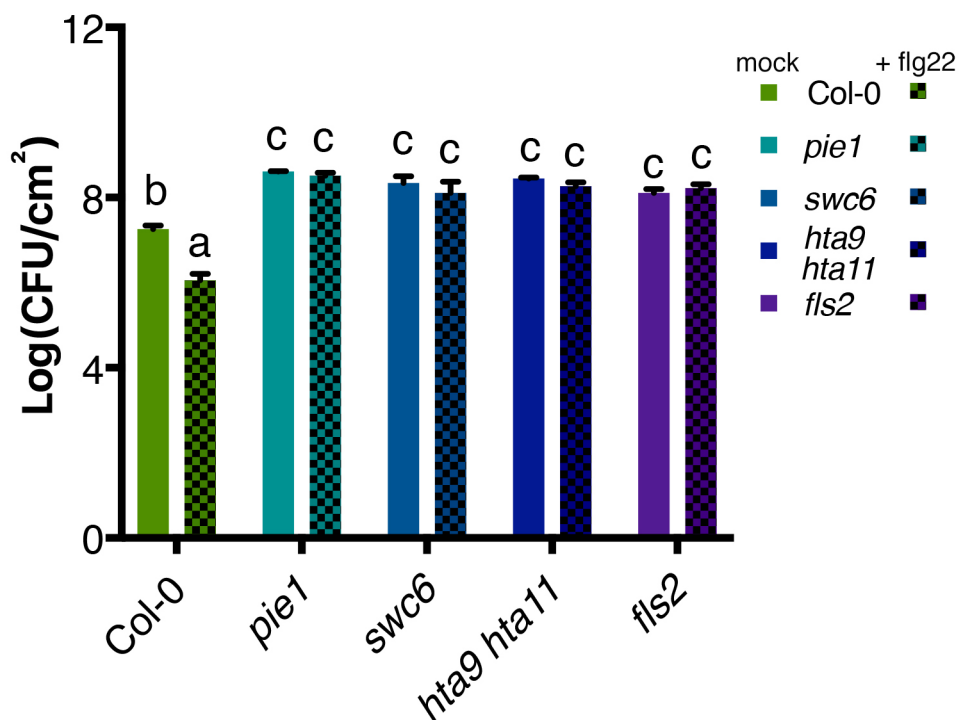 12
8
4
0
Log(CFU/cm²)
b
a
c
c
c
c
c
c
c
c
Col-0
pie1
swc6
hta9 hta11
fls2
mock + flg22
Col-0
pie1
swc6
hta9
hta11
fls2